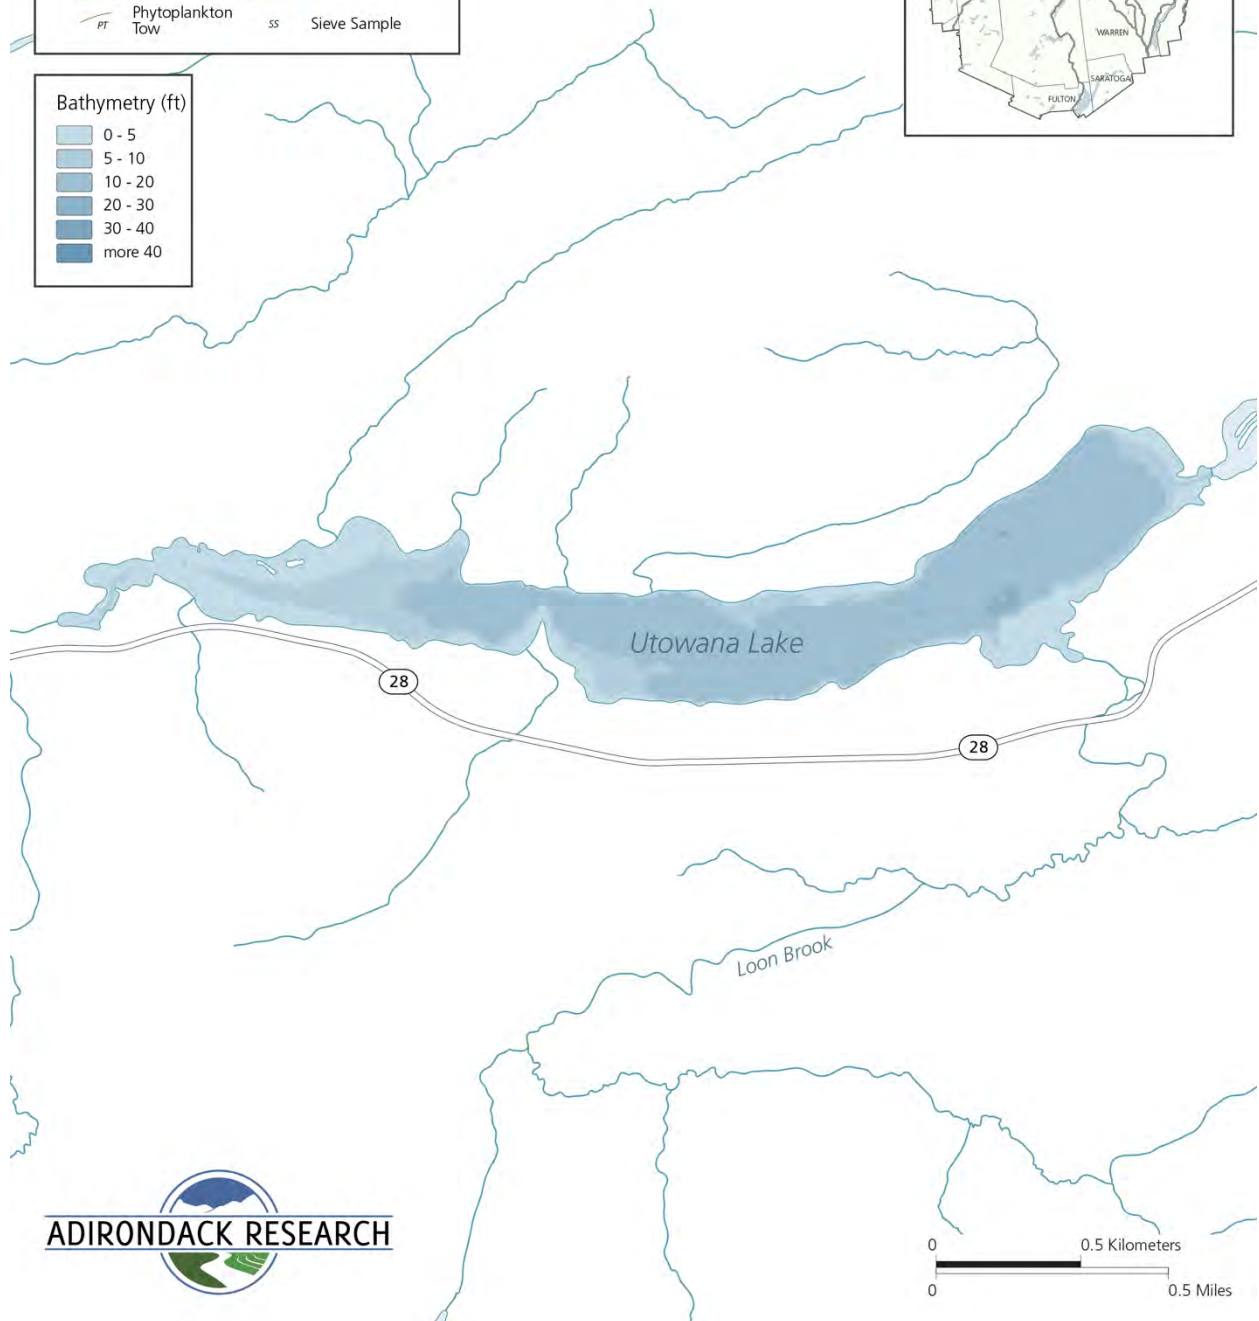 PT Phytoplankton
Tow
SS Sieve Sample
WARREN
SARATOGA
FULTON
Bathymetry (ft)
0 - 5
5 - 10
10 - 20
20 - 30
30 - 40
more 40
Utowana Lake
28
28
Loon Brook
ADIRONDACK RESEARCH
0 0.5 Kilometers
0 0.5 Miles